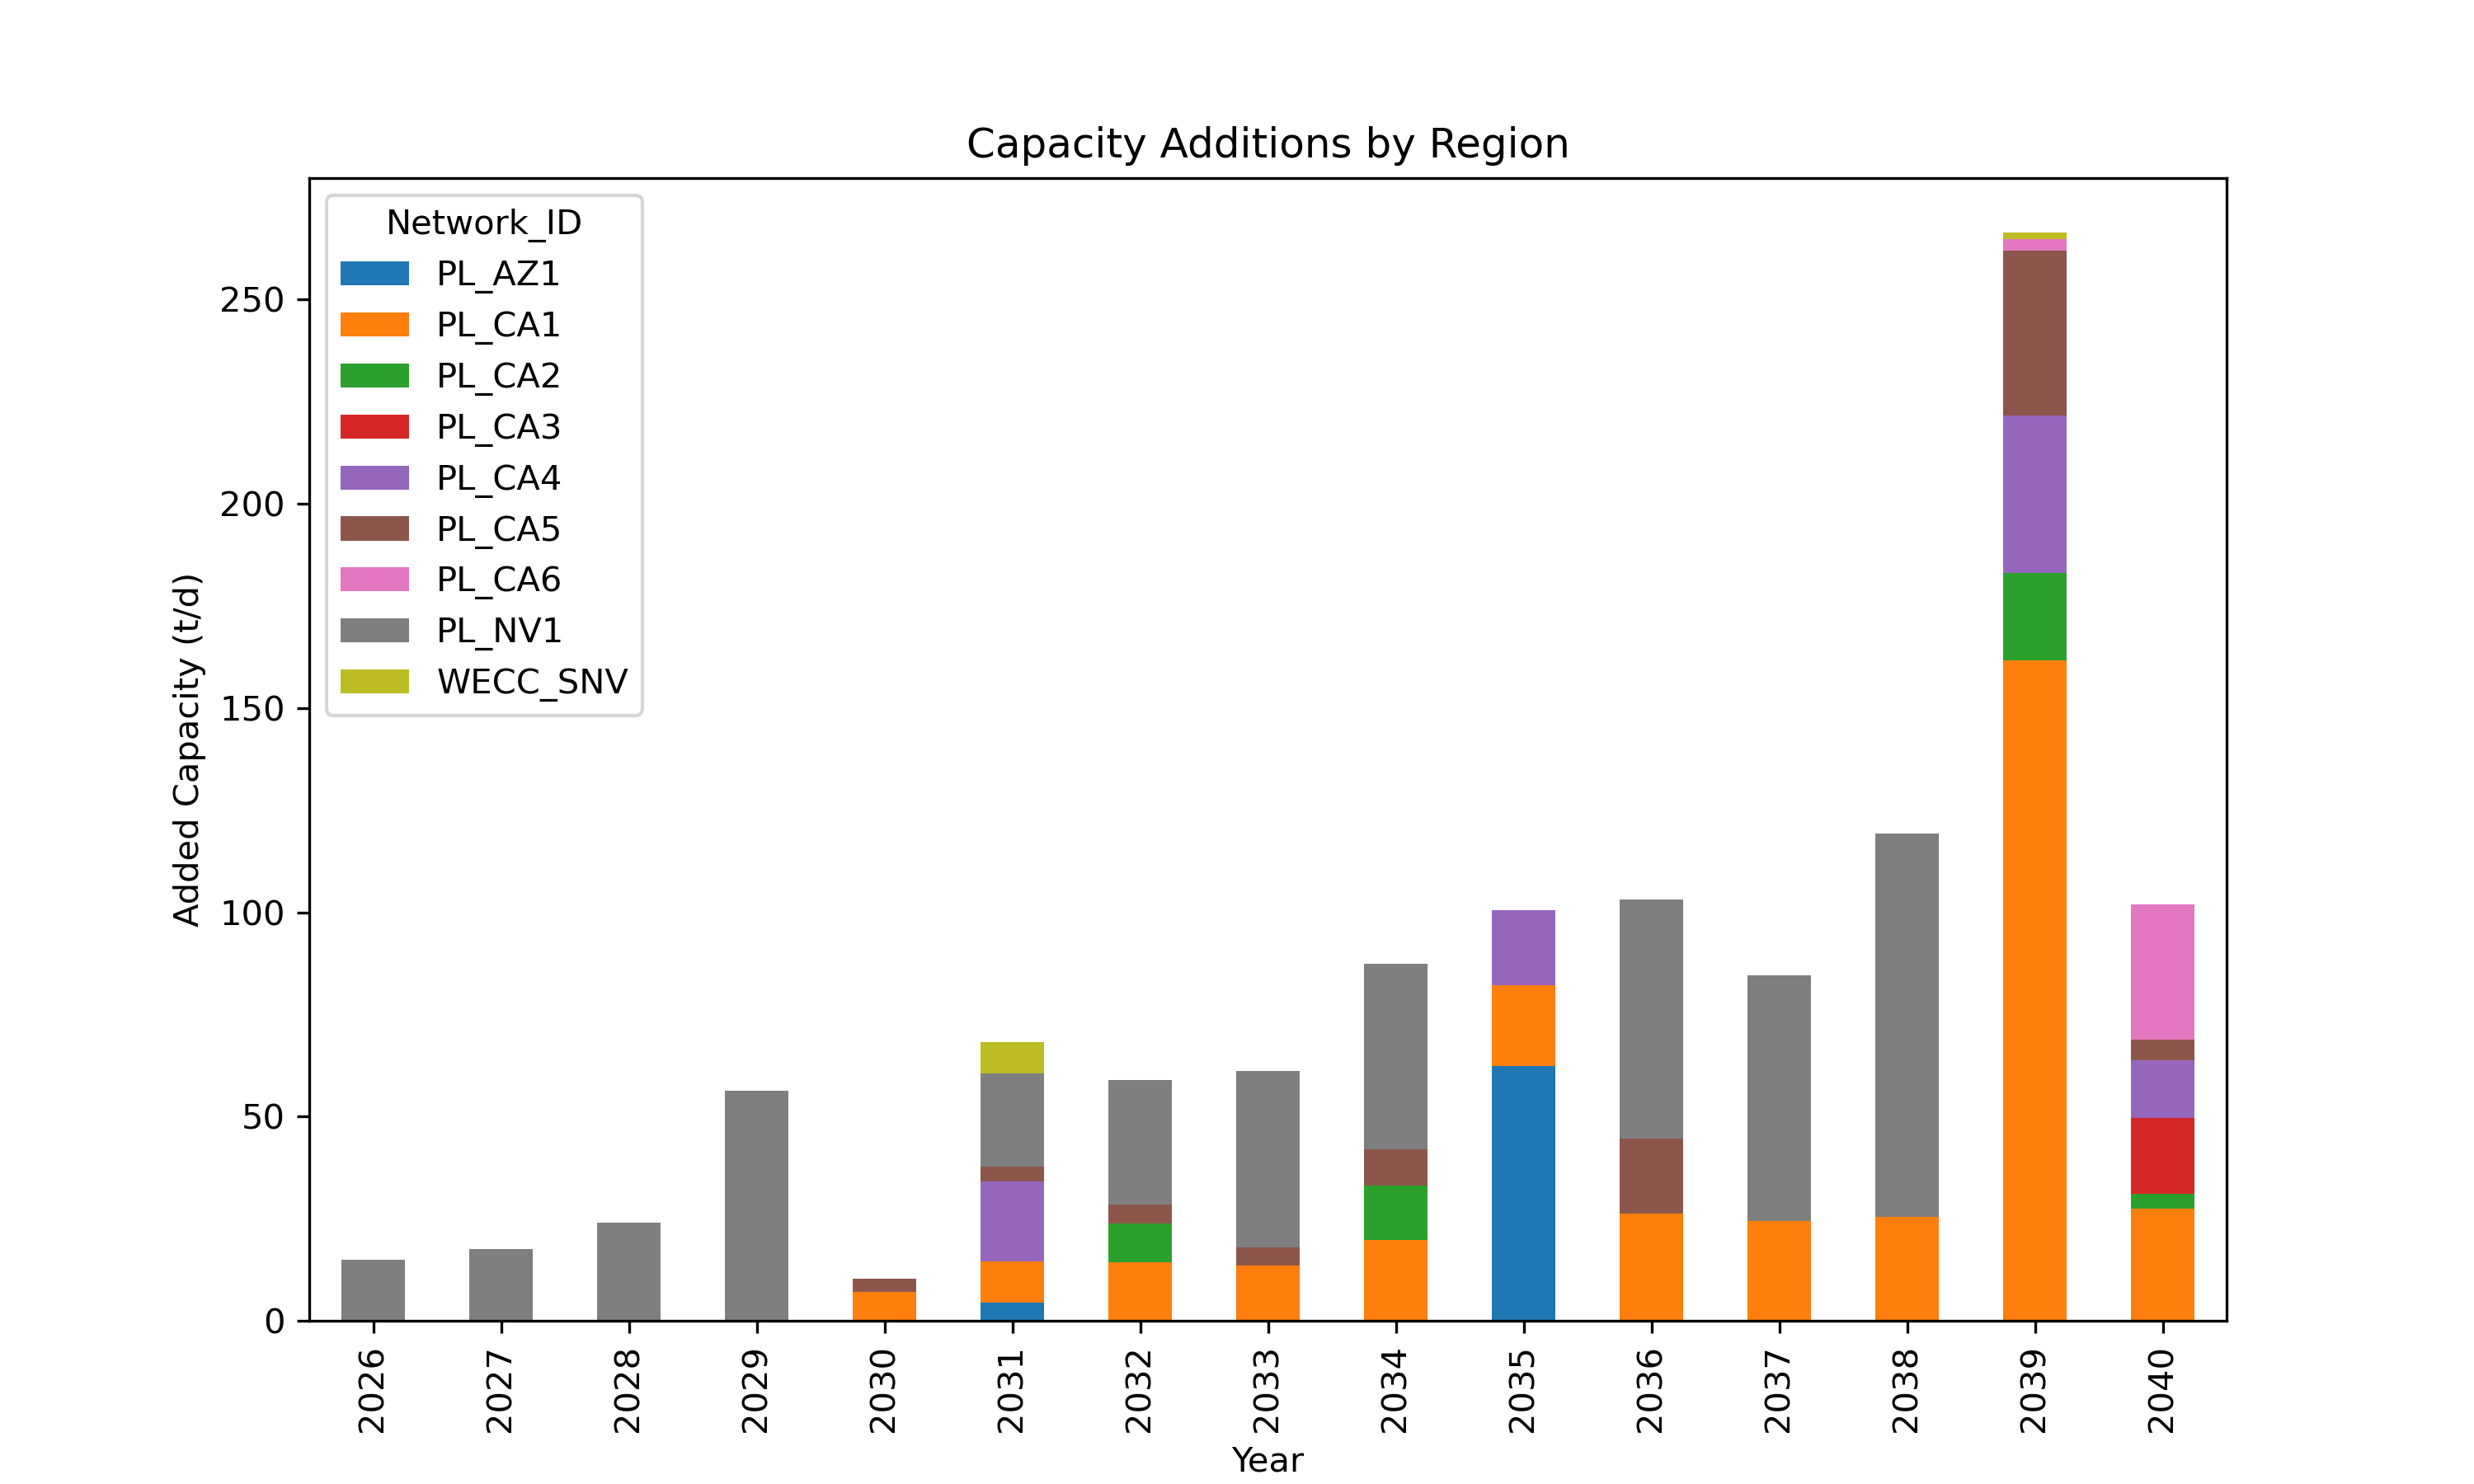 Capacity Additions by Region
Network_ID
PL_AZ1
PL_CA1
PL_CA2
PL_CA3
PL_CA4
PL_CA5
PL_CA6
PL_NV1
WECC_SNV
Added Capacity (t/d)
250
200
150
100
50
0
2026
2027
2028
2029
2030
2031
2032
2033
2034
2035
2036
2037
2038
2039
2040
Year